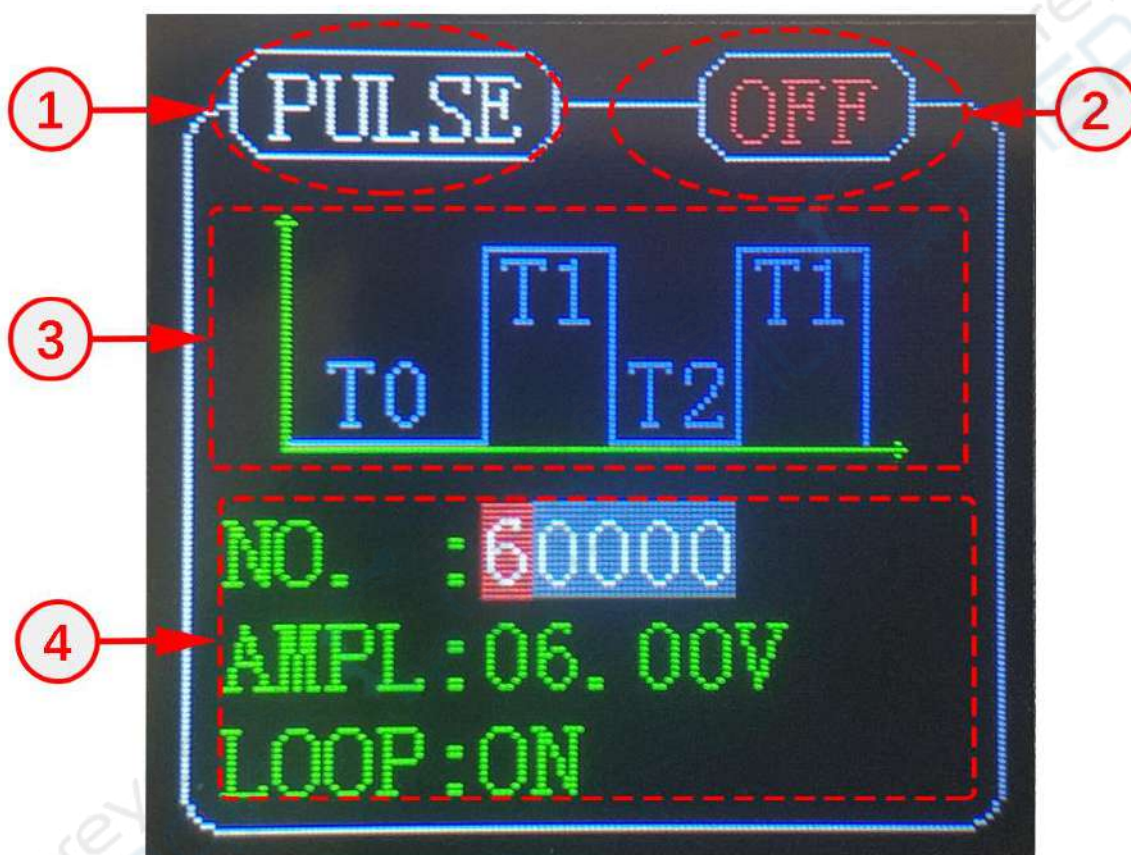 1
PULSE
OFF
2
3
T1
T1
T0
T2
4
NO. :60000
AMPL:06.00V
LOOP:ON